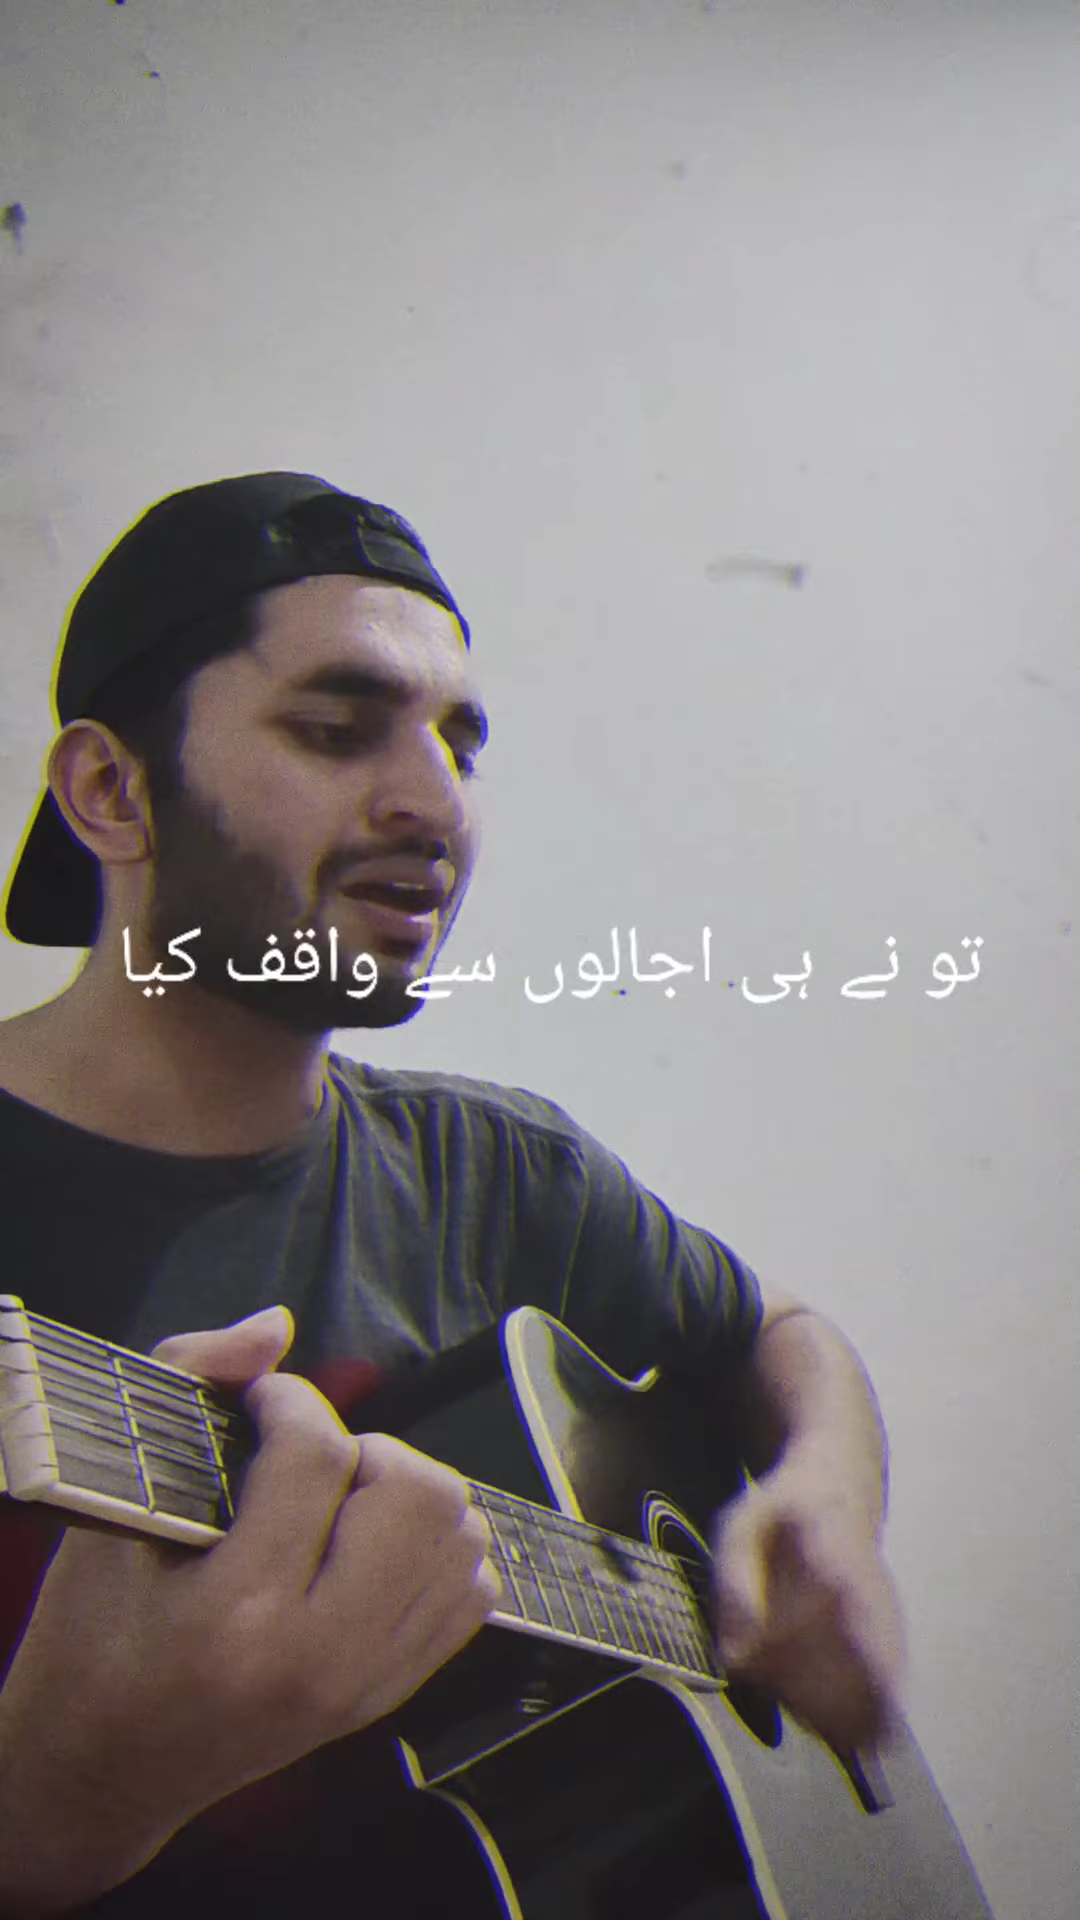 تو نے ہی اجالوں سے واقف کیا